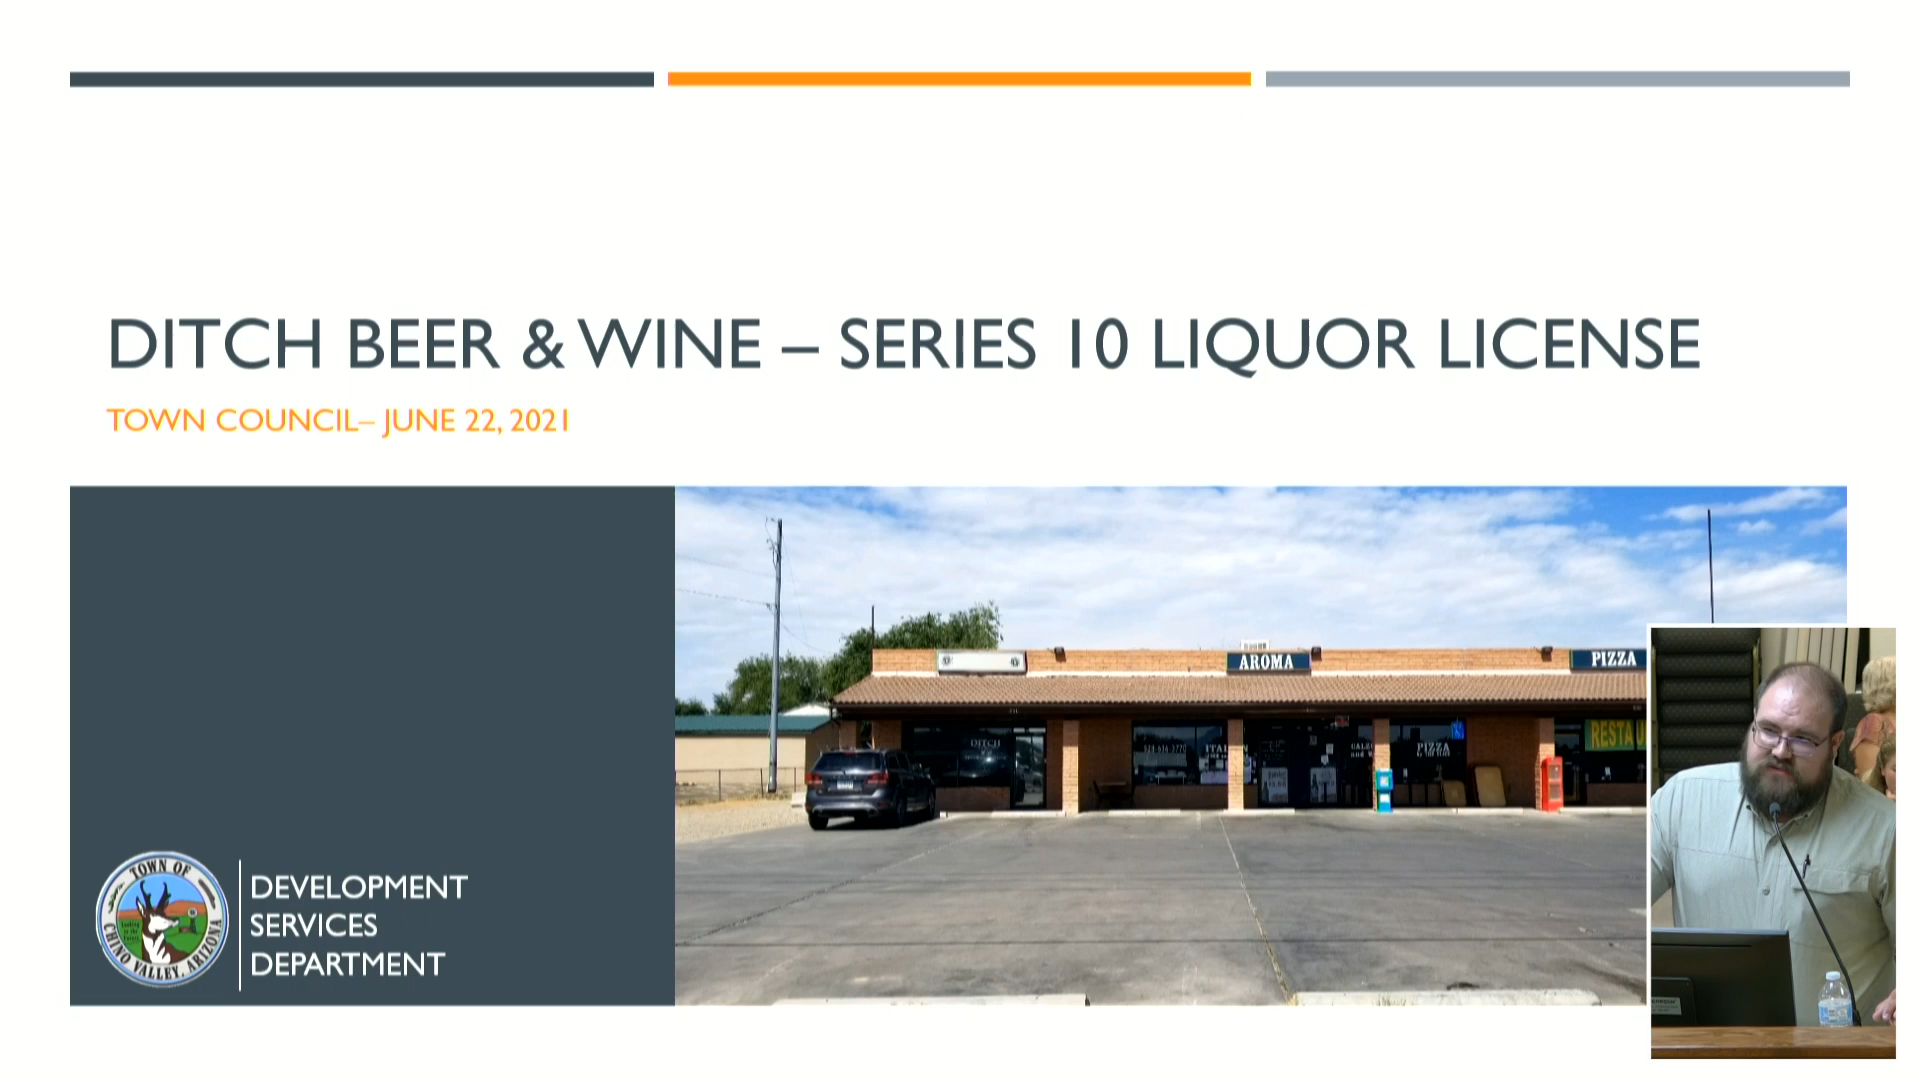 DITCH BEER & WINE – SERIES 10 LIQUOR LICENSE
TOWN COUNCIL– JUNE 22, 2021
AROMA
PIZZA
DITCH
PIZZA
TOWN OF
CHINO VALLEY, ARIZONA
DEVELOPMENT
SERVICES
DEPARTMENT